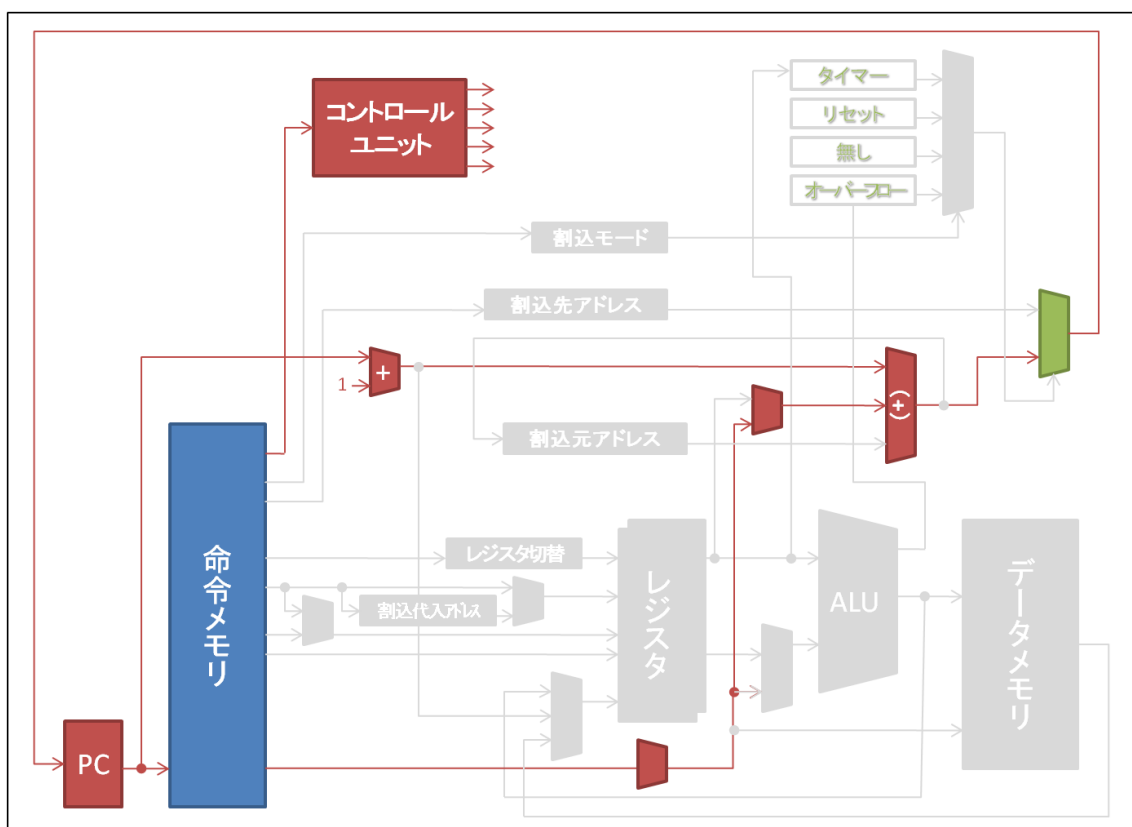 コントロール
ユニット
タイマー
リセット
無し
オーバーフロー
割込モード
割込先アドレス
+
1
(+)
割込元アドレス
命令メモリ
レジスタ切替
割込代入アドレス
レジスタ
ALU
データメモリ
PC